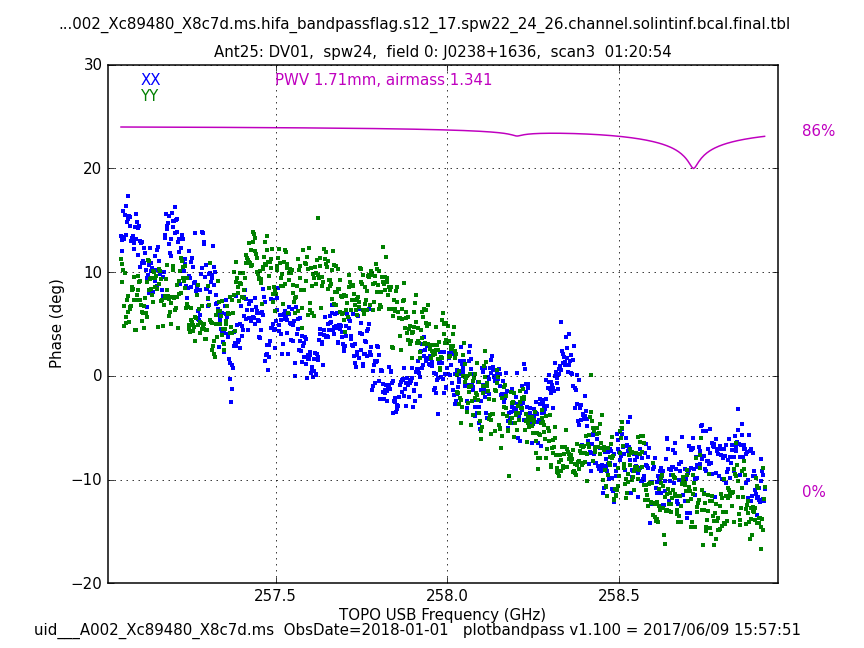 ...002_Xc89480_X8c7d.ms.hifa_bandpassflag.s12_17.spw22_24_26.channel.solintinf.bcal.final.tbl
Ant25: DV01,  spw24,  field 0: J0238+1636,  scan3  01:20:54
XX
YY
PWV 1.71mm, airmass 1.341
86%
0%
30
20
10
0
−10
−20
Phase (deg)
257.5
258.0
258.5
TOPO USB Frequency (GHz)
uid___A002_Xc89480_X8c7d.ms  ObsDate=2018-01-01   plotbandpass v1.100 = 2017/06/09 15:57:51